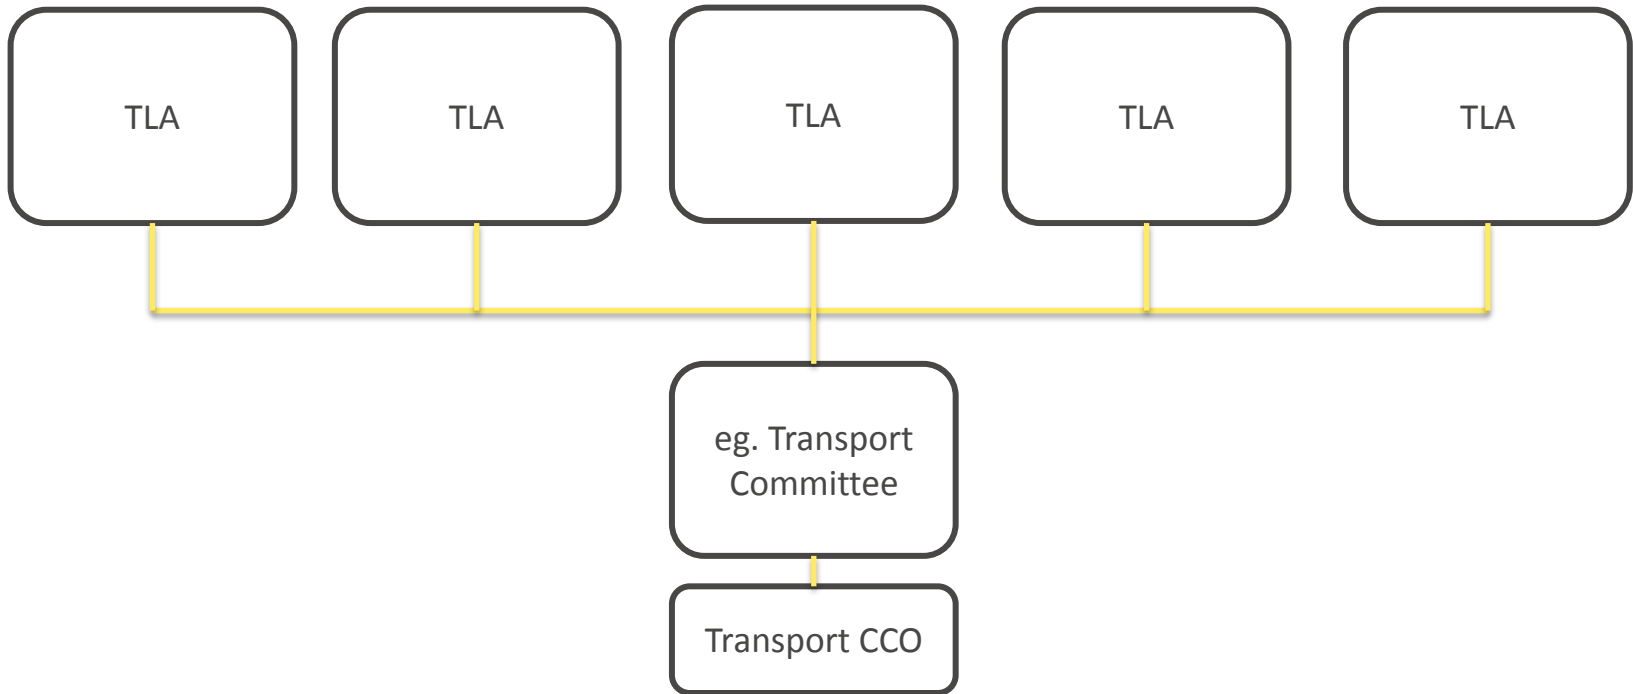 TLA
TLA
TLA
TLA
TLA
eg. Transport
Committee
Transport CCO